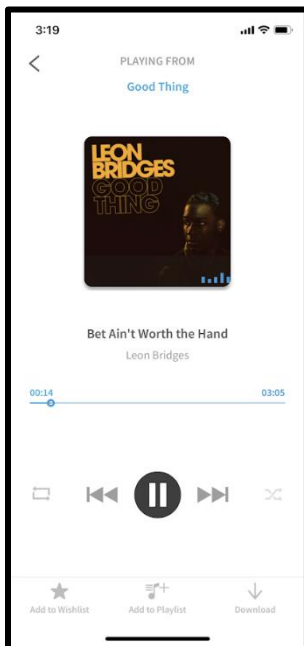 3:19
PLAYING FROM
Good Thing
LEON
BRIDGES
GOOD
THING
Bet Ain't Worth the Hand
Leon Bridges
00:14 03:05
Add to Wishlist Add to Playlist Download